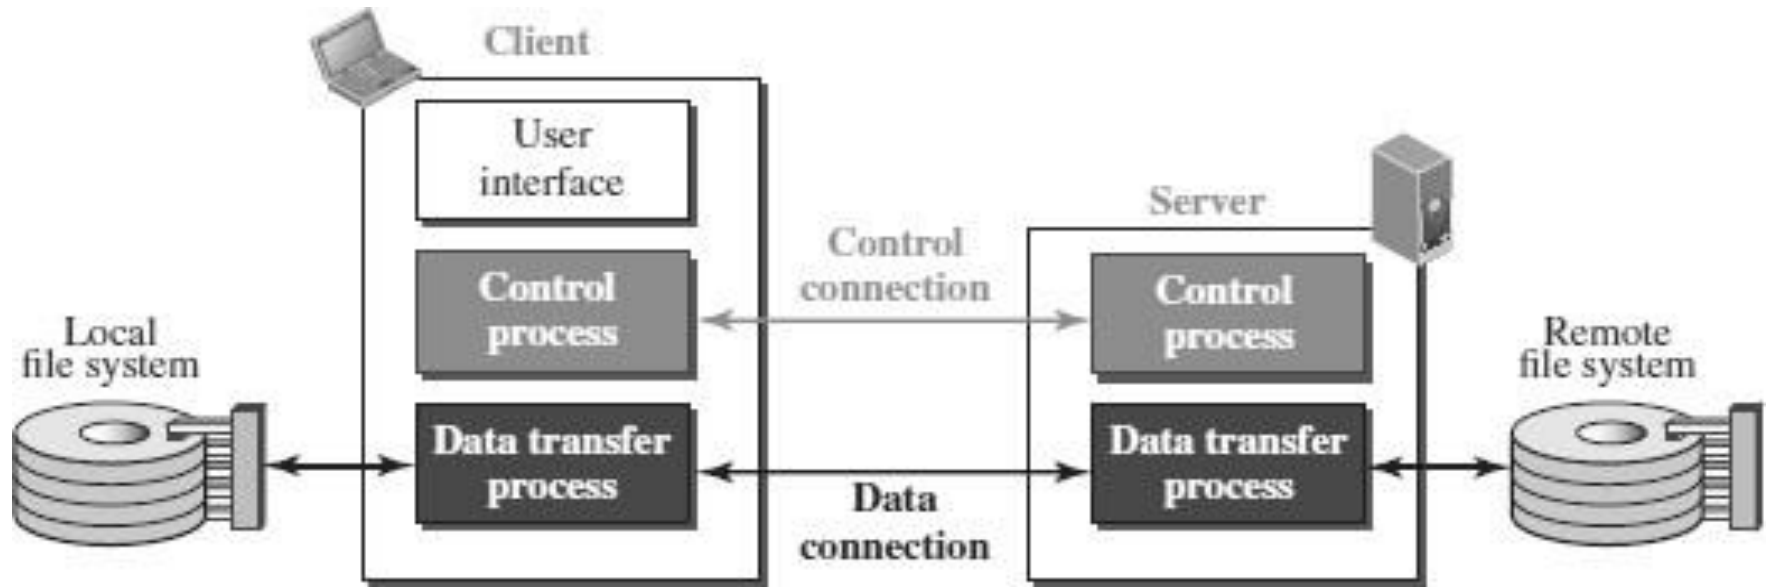 Client
User
interface
Server
Control
connection
Control
process
Control
process
Local
file system
Remote
file system
Data transfer
process
Data transfer
process
Data
connection